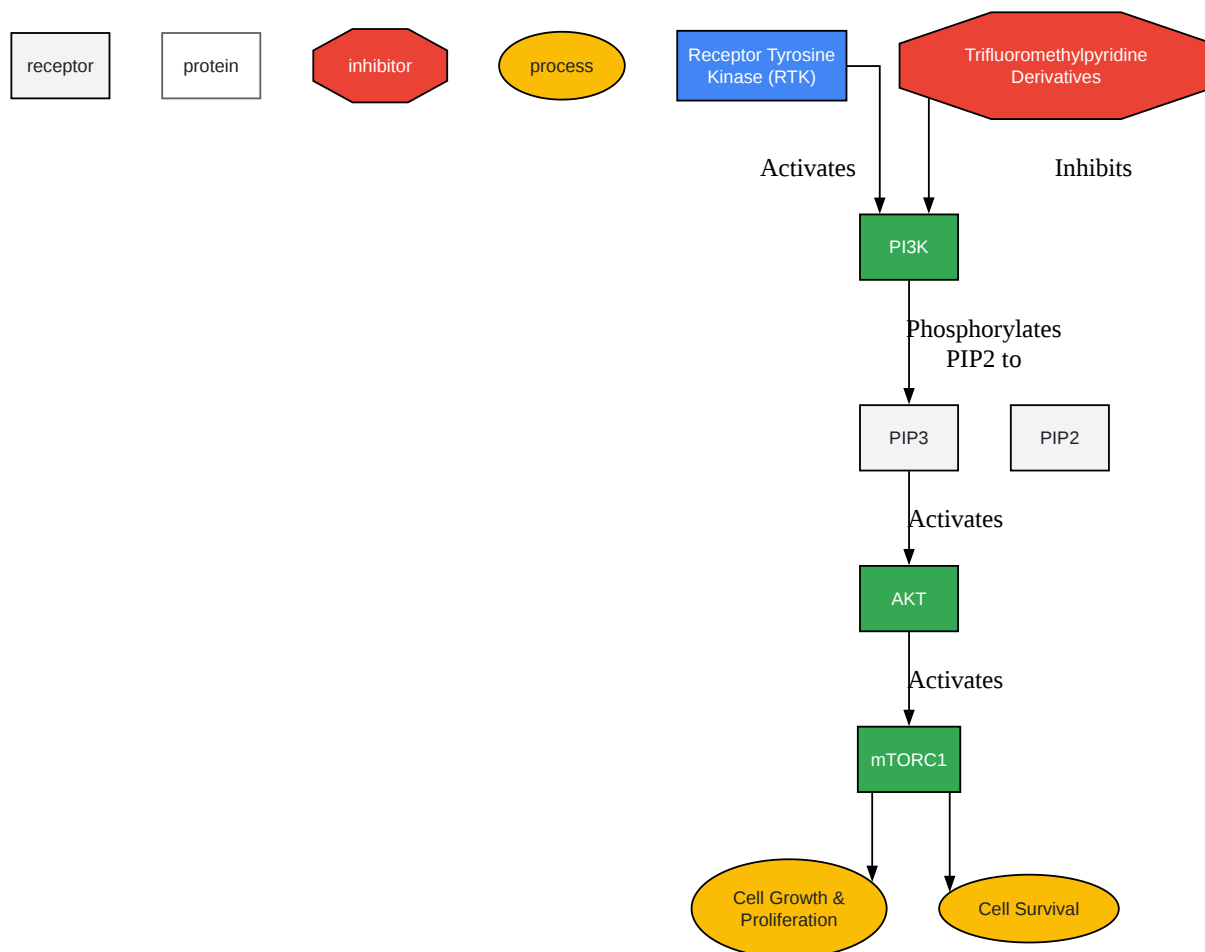 receptor
protein
inhibitor
process
Receptor Tyrosine
Kinase (RTK)
Trifluoromethylpyridine
Derivatives
Activates
Inhibits
PI3K
Phosphorylates
PIP2 to
PIP3
PIP2
Activates
AKT
Activates
mTORC1
Cell Growth &
Proliferation
Cell Survival